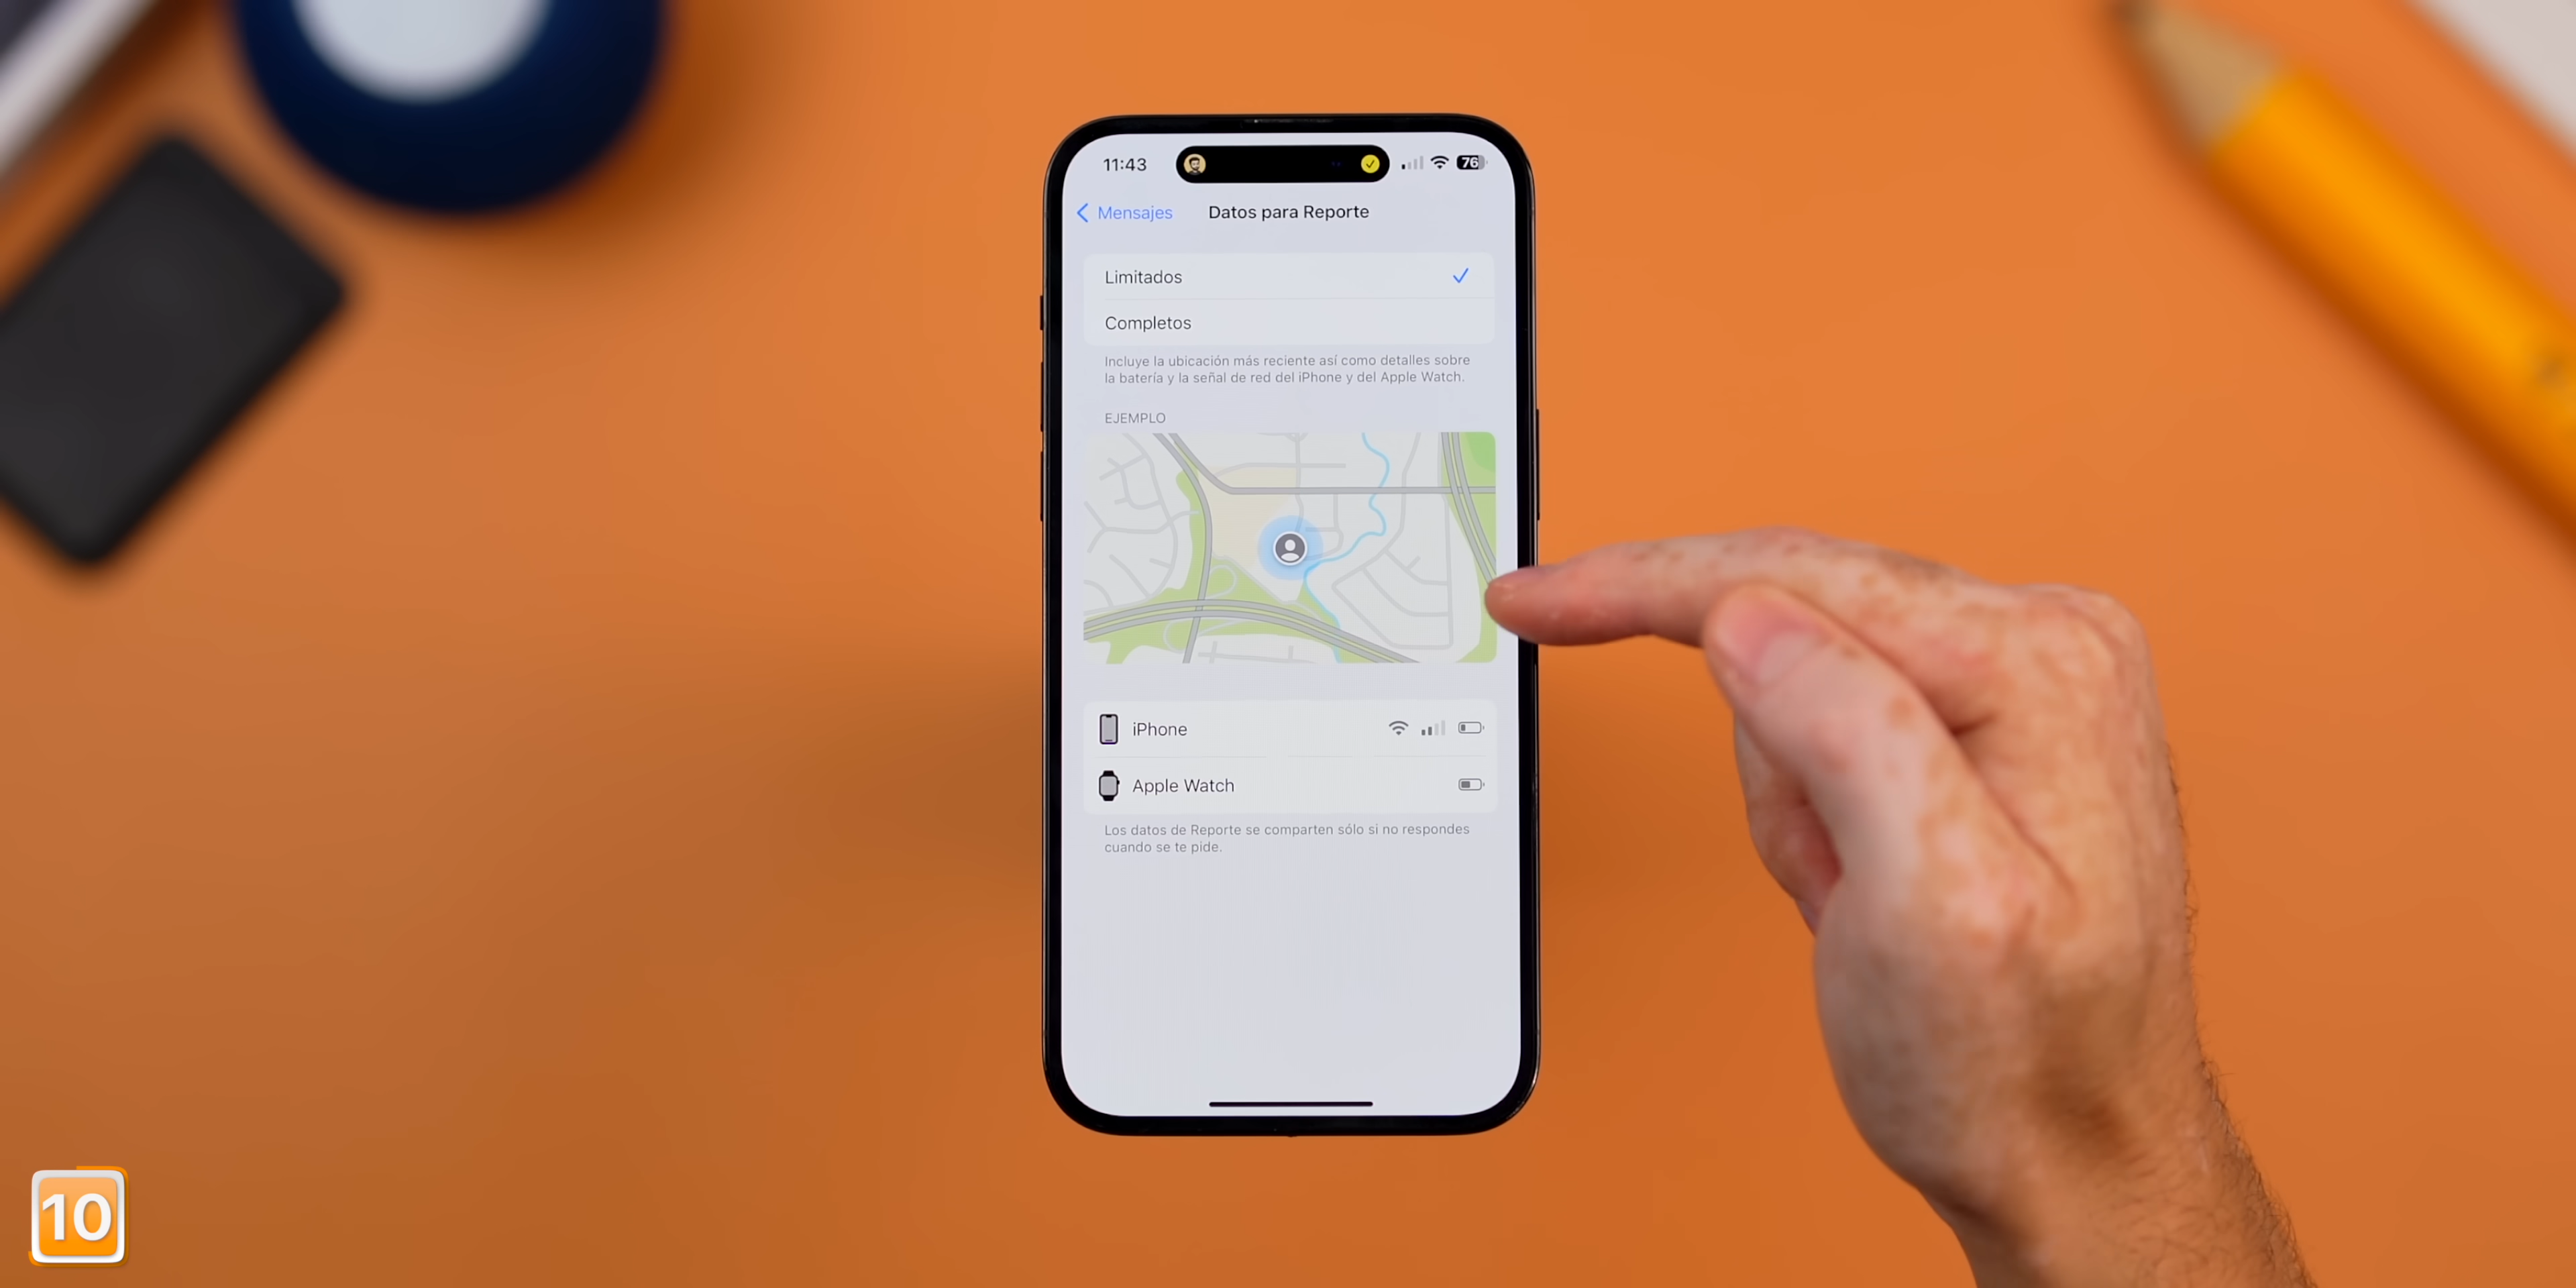 11:43
76
Mensajes
Datos para Reporte
Limitados
Completos
Incluye la ubicación más reciente así como detalles sobre
la batería y la señal de red del iPhone y del Apple Watch.
EJEMPLO
iPhone
Apple Watch
Los datos de Reporte se comparten sólo si no respondes
cuando se te pide.
10